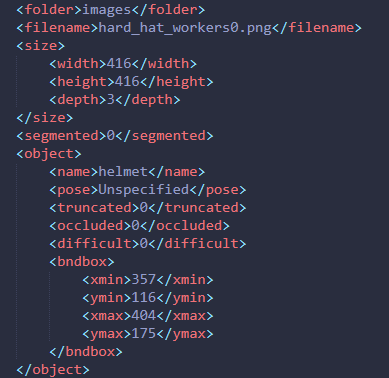 <folder>images</folder>
<filename>hard_hat_workers0.png</filename>
<size>
<width>416</width>
<height>416</height>
<depth>3</depth>
</size>
<segmented>0</segmented>
<object>
<name>helmet</name>
<pose>Unspecified</pose>
<truncated>0</truncated>
<occluded>0</occluded>
<difficult>0</difficult>
<bndbox>
<xmin>357</xmin>
<ymin>116</ymin>
<xmax>404</xmax>
<ymax>175</ymax>
</bndbox>
</object>